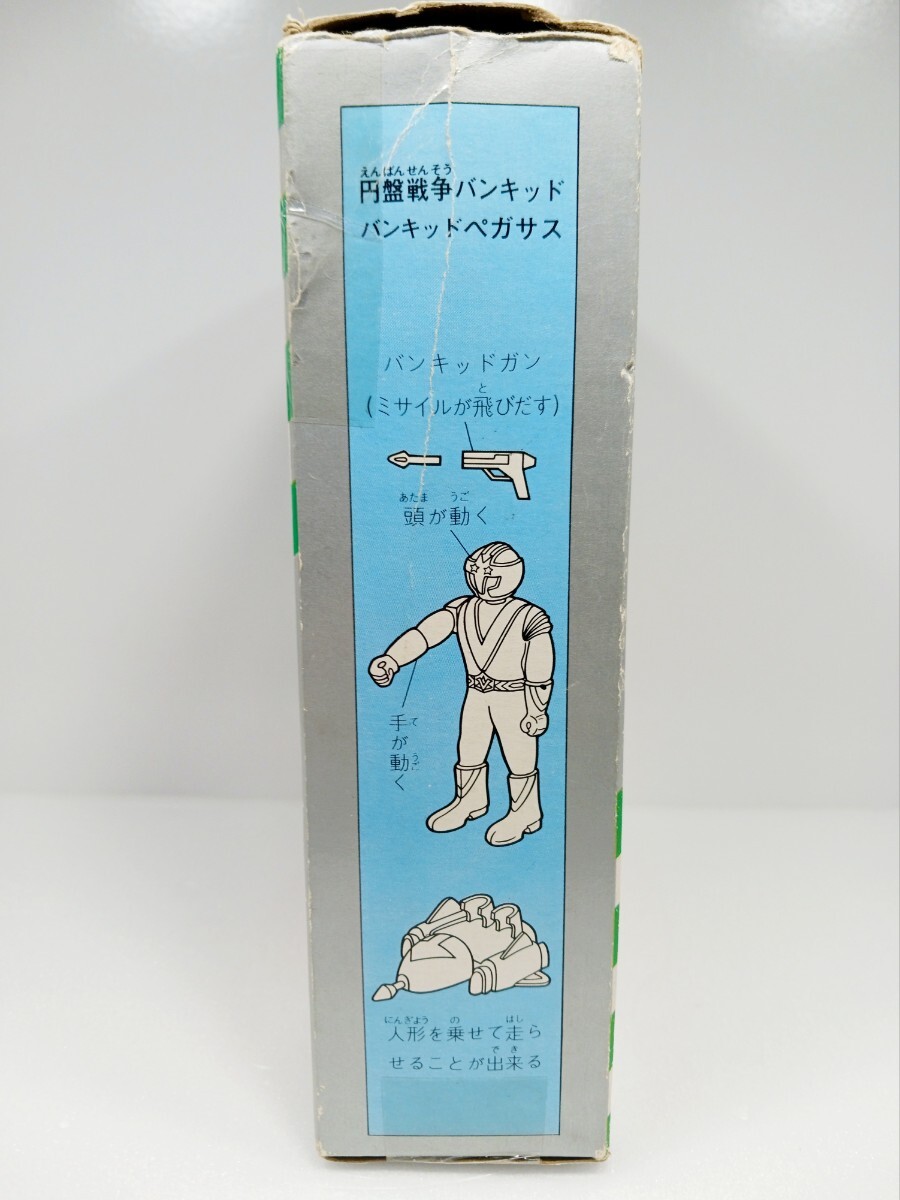 えんばんせんそう
円盤戦争バンキッド
バンキッドペガサス
バンキッドガン
と
(ミサイルが飛びだす)
あたま うご
頭が動く
手が動く
て うご
にんぎよう の はし
人形を乗せて走ら
でき
せることが出来る